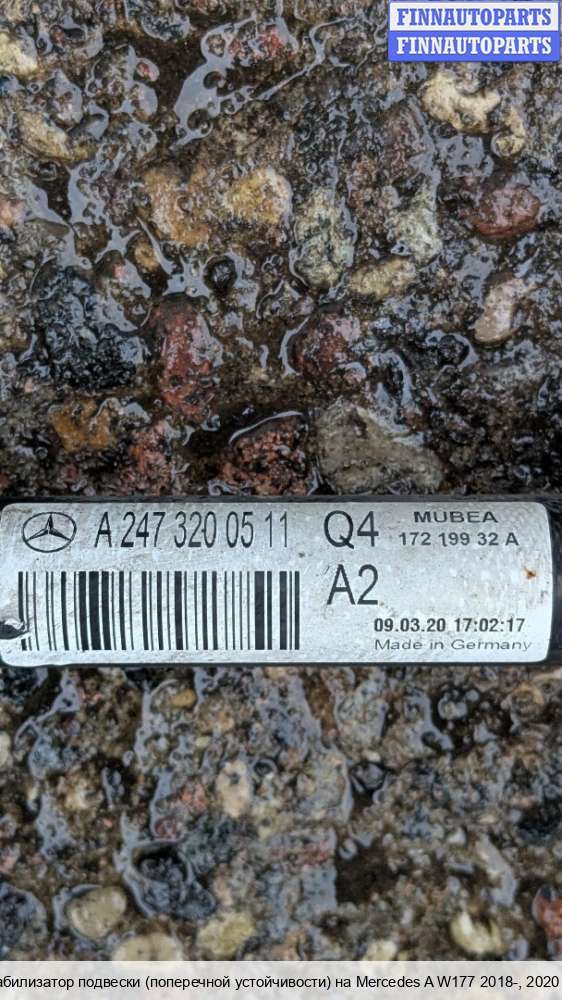 FINNAUTOPARTS
FINNAUTOPARTS
A 247 320 05 11 Q4 MUBEA
172 199 32 A
A2
09.03.20 17:02:17
Made in Germany
абилизатор подвески (поперечной устойчивости) на Mercedes A W177 2018-, 2020